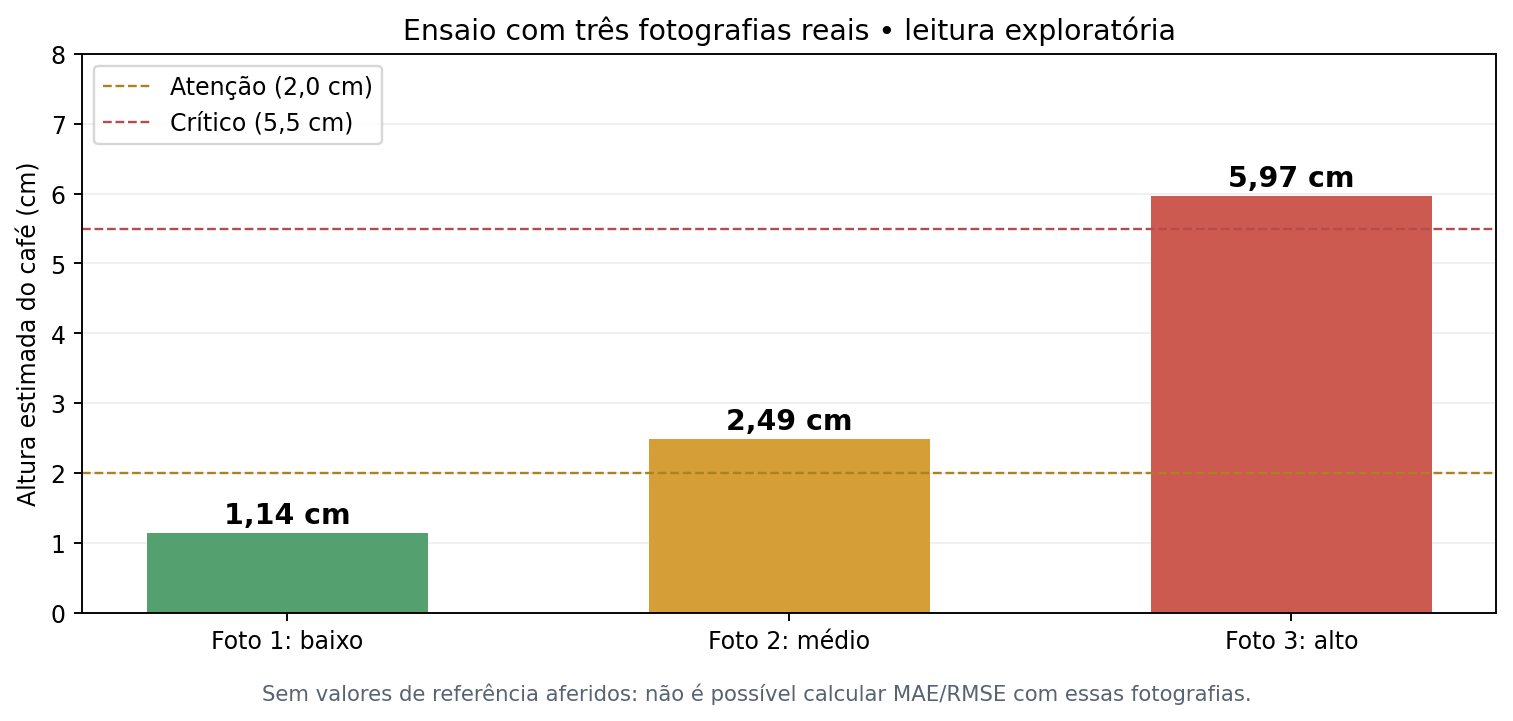 Ensaio com três fotografias reais • leitura exploratória
Altura estimada do café (cm)
8
7
6
5
4
3
2
1
0
Atenção (2,0 cm)
Crítico (5,5 cm)
1,14 cm
2,49 cm
5,97 cm
Foto 1: baixo
Foto 2: médio
Foto 3: alto
Sem valores de referência aferidos: não é possível calcular MAE/RMSE com essas fotografias.